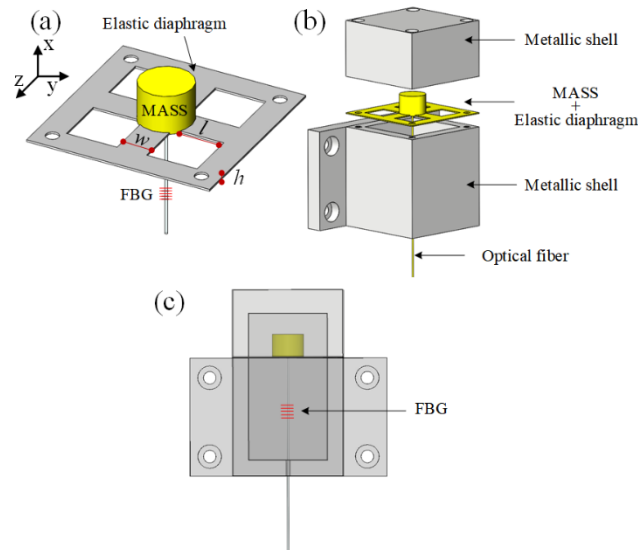 (a)
Elastic diaphragm
x
z
y
MASS
l
w
h
FBG
(b)
Metallic shell
MASS
+
Elastic diaphragm
Metallic shell
Optical fiber
(c)
FBG